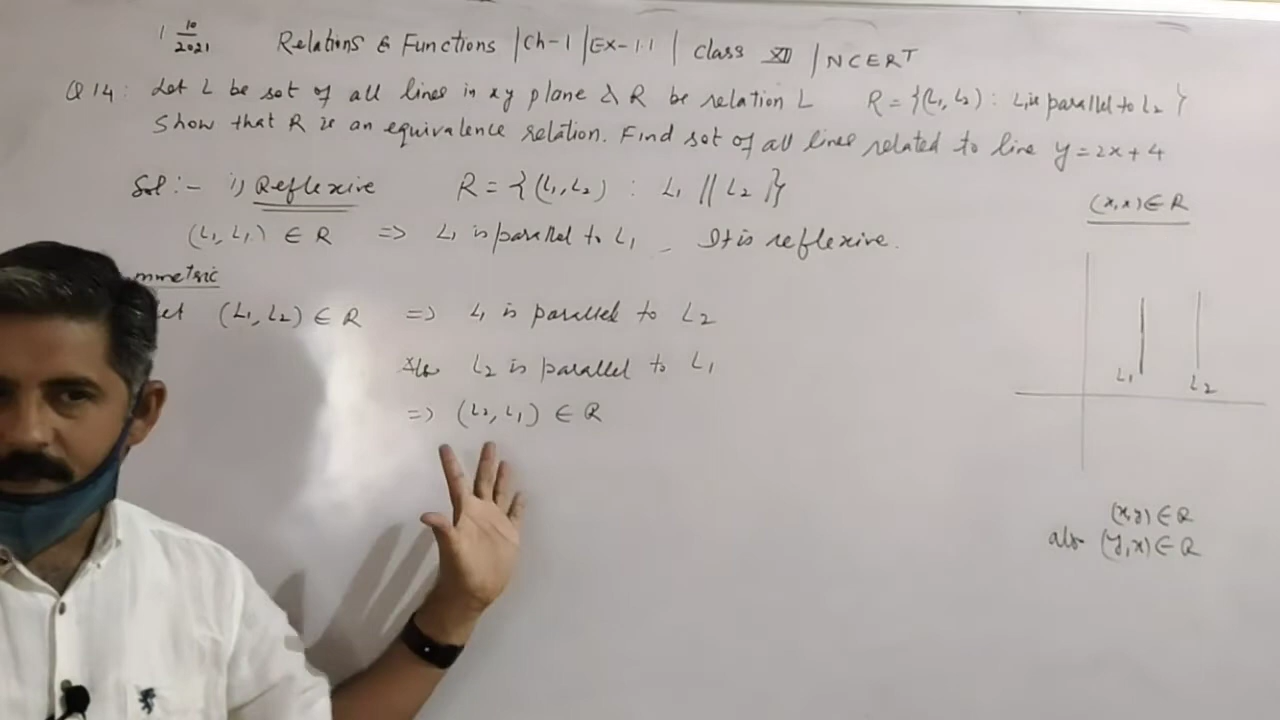 1 10/2021 Relations & Functions | Ch-1 | Ex-1.1 | Class XII | NCERT
Q 14: Let L be set of all lines in xy plane & R be relation L R = {(L₁, L₂) : L₁ is parallel to L₂}
Show that R is an equivalence relation. Find set of all lines related to line y = 2x + 4
Sol :- i) Reflexive R = {(L₁, L₂) : L₁ || L₂}
(x, x) ∈ R
(L₁, L₁) ∈ R => L₁ is parallel to L₁ It is reflexive.
mmetric
et (L₁, L₂) ∈ R => L₁ is parallel to L₂
Also L₂ is parallel to L₁
L₁ L₂
=> (L₂, L₁) ∈ R
(x, y) ∈ R
also (y, x) ∈ R